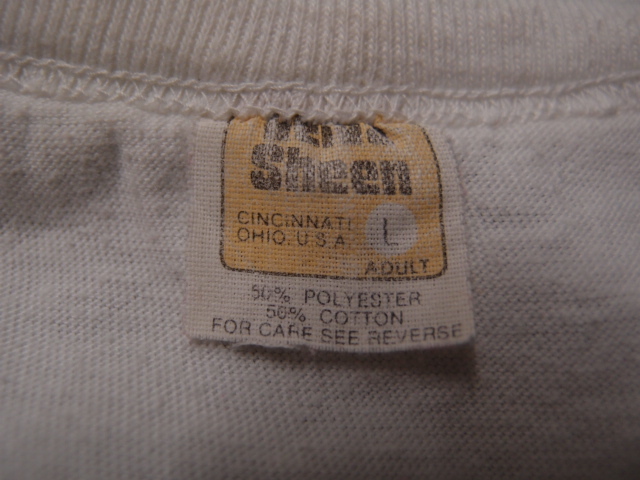 Sheen
CINCINNATI
OHIO, U.S.A.
L
ADULT
50% POLYESTER
50% COTTON
FOR CARE SEE REVERSE